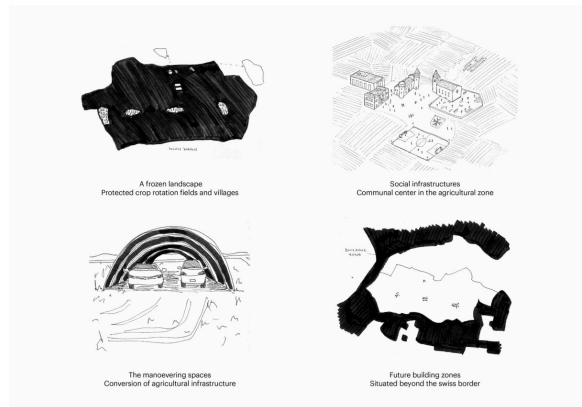 A frozen landscape
Protected crop rotation fields and villages
Social infrastructures
Communal center in the agricultural zone
The manoevering spaces
Conversion of agricultural infrastructure
Future building zones
Situated beyond the swiss border